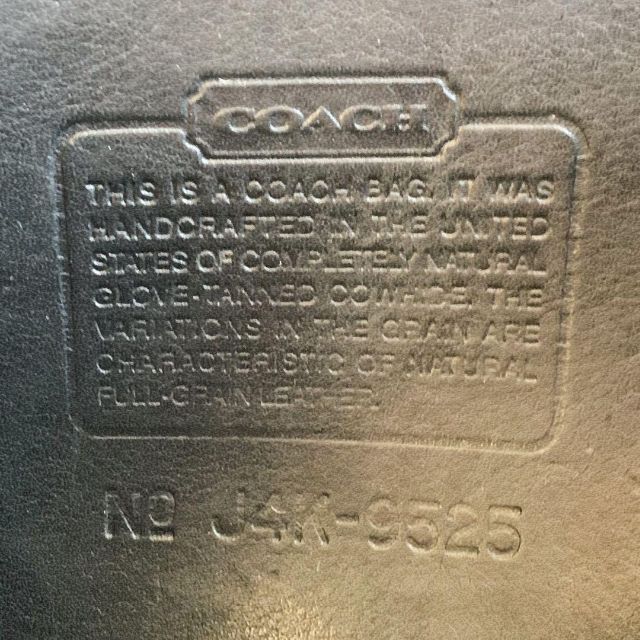 COACH
THIS IS A COACH BAG. IT WAS
HANDCRAFTED IN THE UNITED
STATES OF COMPLETELY NATURAL
GLOVE-TANNED COWHIDE. THE
VARIATIONS IN THE GRAIN ARE
CHARACTERISTIC OF NATURAL
FULL-GRAIN LEATHER.
No J4K-9525